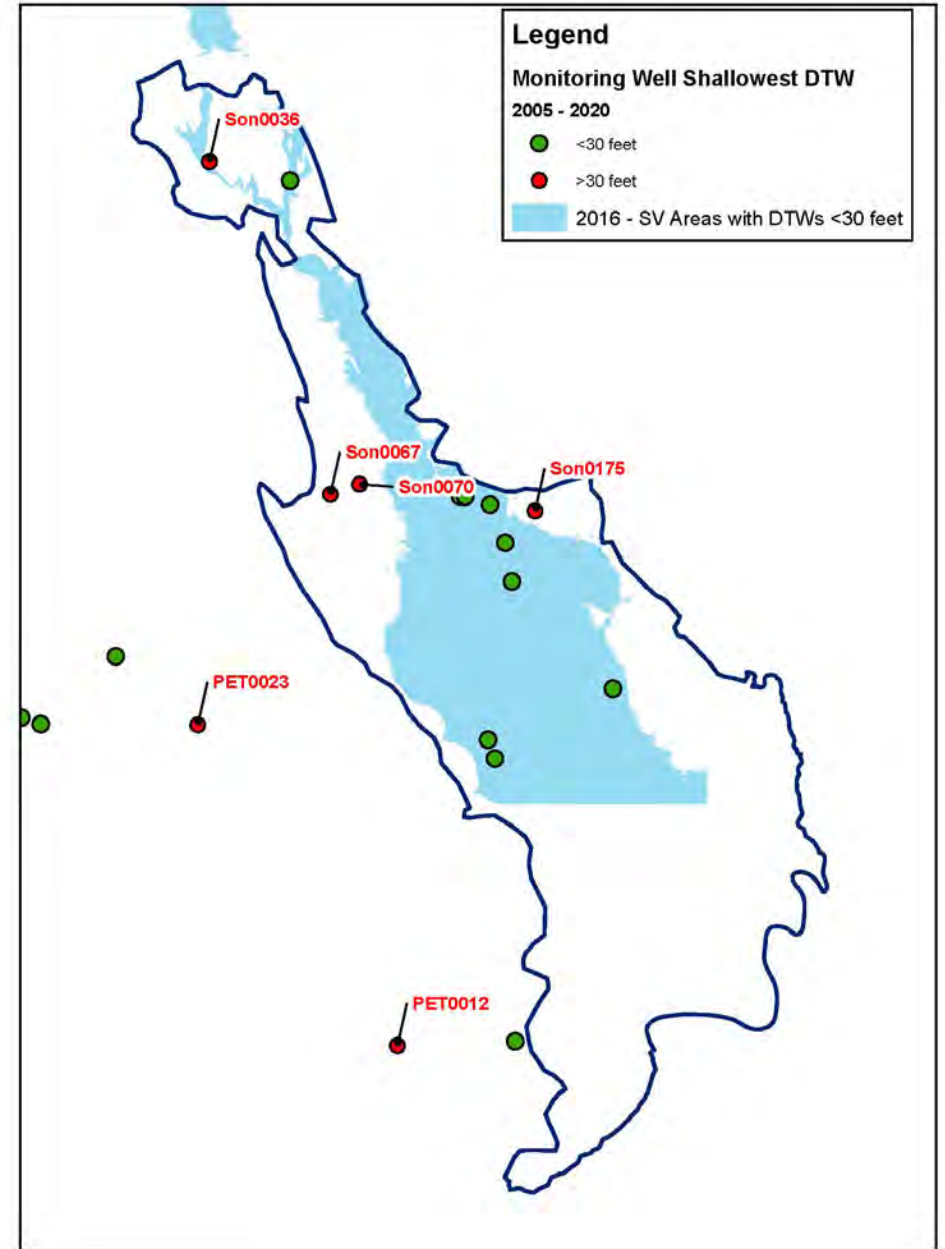 Legend
Monitoring Well Shallowest DTW
2005 - 2020
<30 feet
>30 feet
2016 - SV Areas with DTWs <30 feet
Son0036
Son0067
Son0070
Son0175
PET0023
PET0012